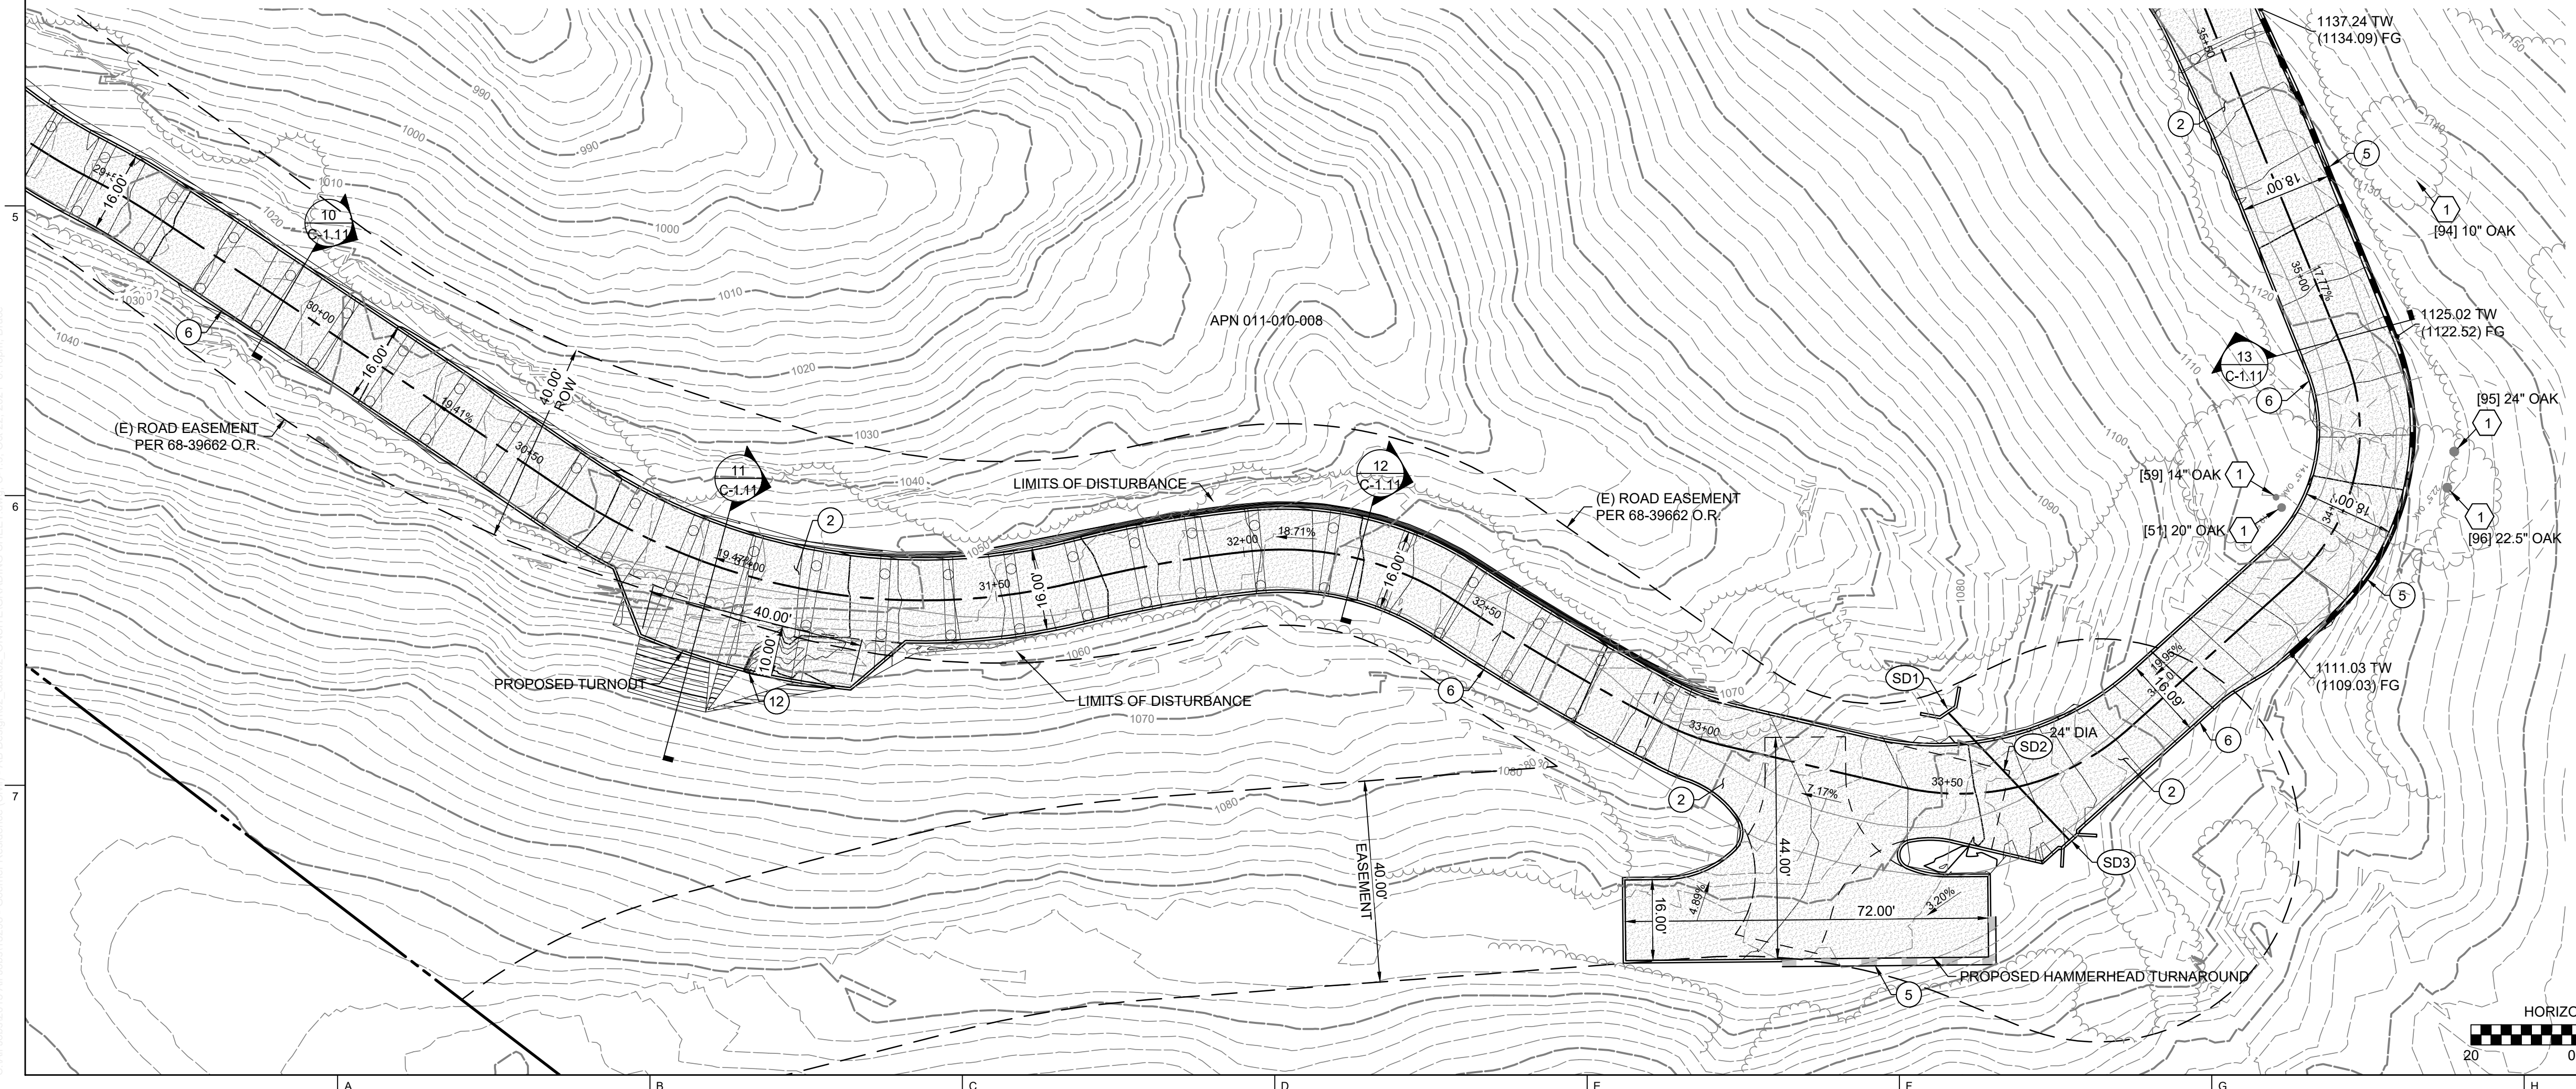 1137.24 TW
(1134.09) FG
35+50
1150
990
1000
990
1140
2
5
29+5
16.00'
1010
18.00'
1130
5
1020
10
C-1.11
1000
1
[94] 10" OAK
1030
1010
30+00
35+00
17.77%
1120
6
APN 011-010-008
1125.02 TW
(1122.52) FG
1040
16.00'
1020
1110
13
C-1.11
40.00'
ROW
6
19.41%
[95] 24" OAK
1
(E) ROAD EASEMENT
PER 68-39662 O.R.
1030
1100
30+50
11
C-1.11
12
C-1.11
1040
LIMITS OF DISTURBANCE
[59] 14" OAK
1
6
(E) ROAD EASEMENT
PER 68-39662 O.R.
1090
18.00'
2
1
[51] 20" OAK
1
[96] 22.5" OAK
18.71%
32+00
1050
19.47%
31+50
16.00'
16.00'
1080
5
32+50
40.00'
10.00'
1060
19.95%
16.09'
1111.03 TW
(1109.03) FG
PROPOSED TURNOUT
SD1
6
1070
12
LIMITS OF DISTURBANCE
1070
33+00
24" DIA
SD2
6
1080
33+50
7
7.17%
2
2
1080
44.00'
40.00'
EASEMENT
SD3
4.89%
3.20%
16.00'
72.00'
PROPOSED HAMMERHEAD TURNAROUND
5
HORIZO
20
0
A
B
C
D
E
F
G
H